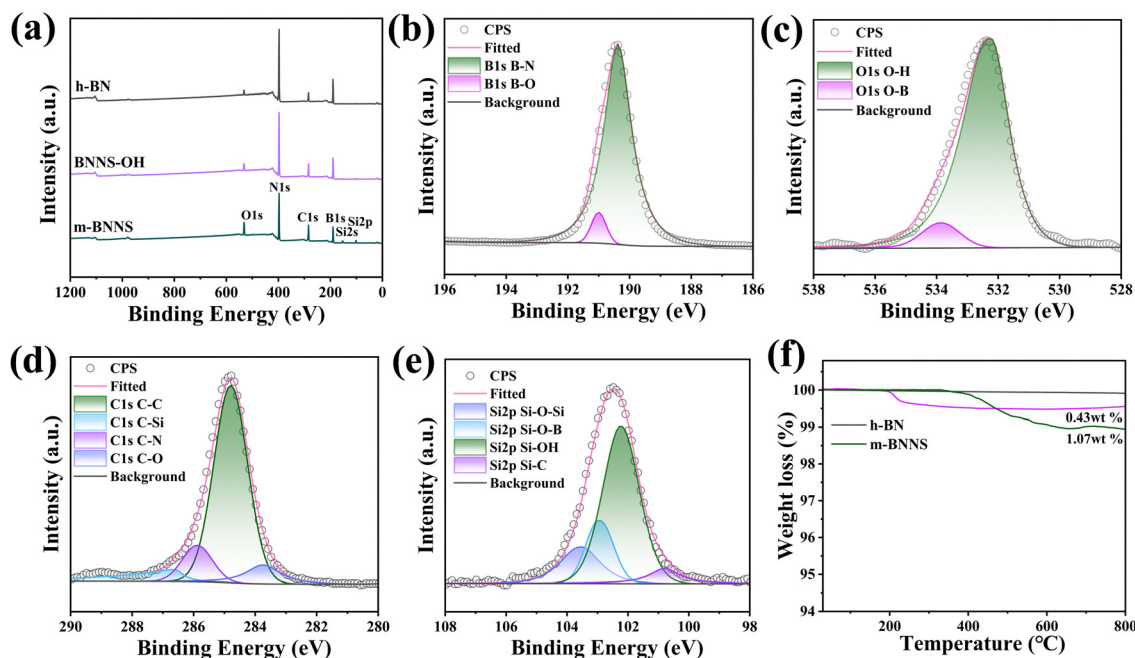 (a)
h-BN
BNNS-OH
m-BNNS
O1s
N1s
C1s
B1s
Si2s
Si2p
Intensity (a.u.)
1200 1000 800 600 400 200 0
Binding Energy (eV)
(b)
CPS
Fitted
B1s B-N
B1s B-O
Background
Intensity (a.u.)
196 194 192 190 188 186
Binding Energy (eV)
(c)
CPS
Fitted
O1s O-H
O1s O-B
Background
Intensity (a.u.)
538 536 534 532 530 528
Binding Energy (eV)
(d)
CPS
Fitted
C1s C-C
C1s C-Si
C1s C-N
C1s C-O
Background
Intensity (a.u.)
290 288 286 284 282 280
Binding Energy (eV)
(e)
CPS
Fitted
Si2p Si-O-Si
Si2p Si-O-B
Si2p Si-OH
Si2p Si-C
Background
Intensity (a.u.)
108 106 104 102 100 98
Binding Energy (eV)
(f)
100
99
98
97
96
95
94
Weight loss (%)
h-BN
m-BNNS
0.43wt %
1.07wt %
200 400 600 800
Temperature (°C)